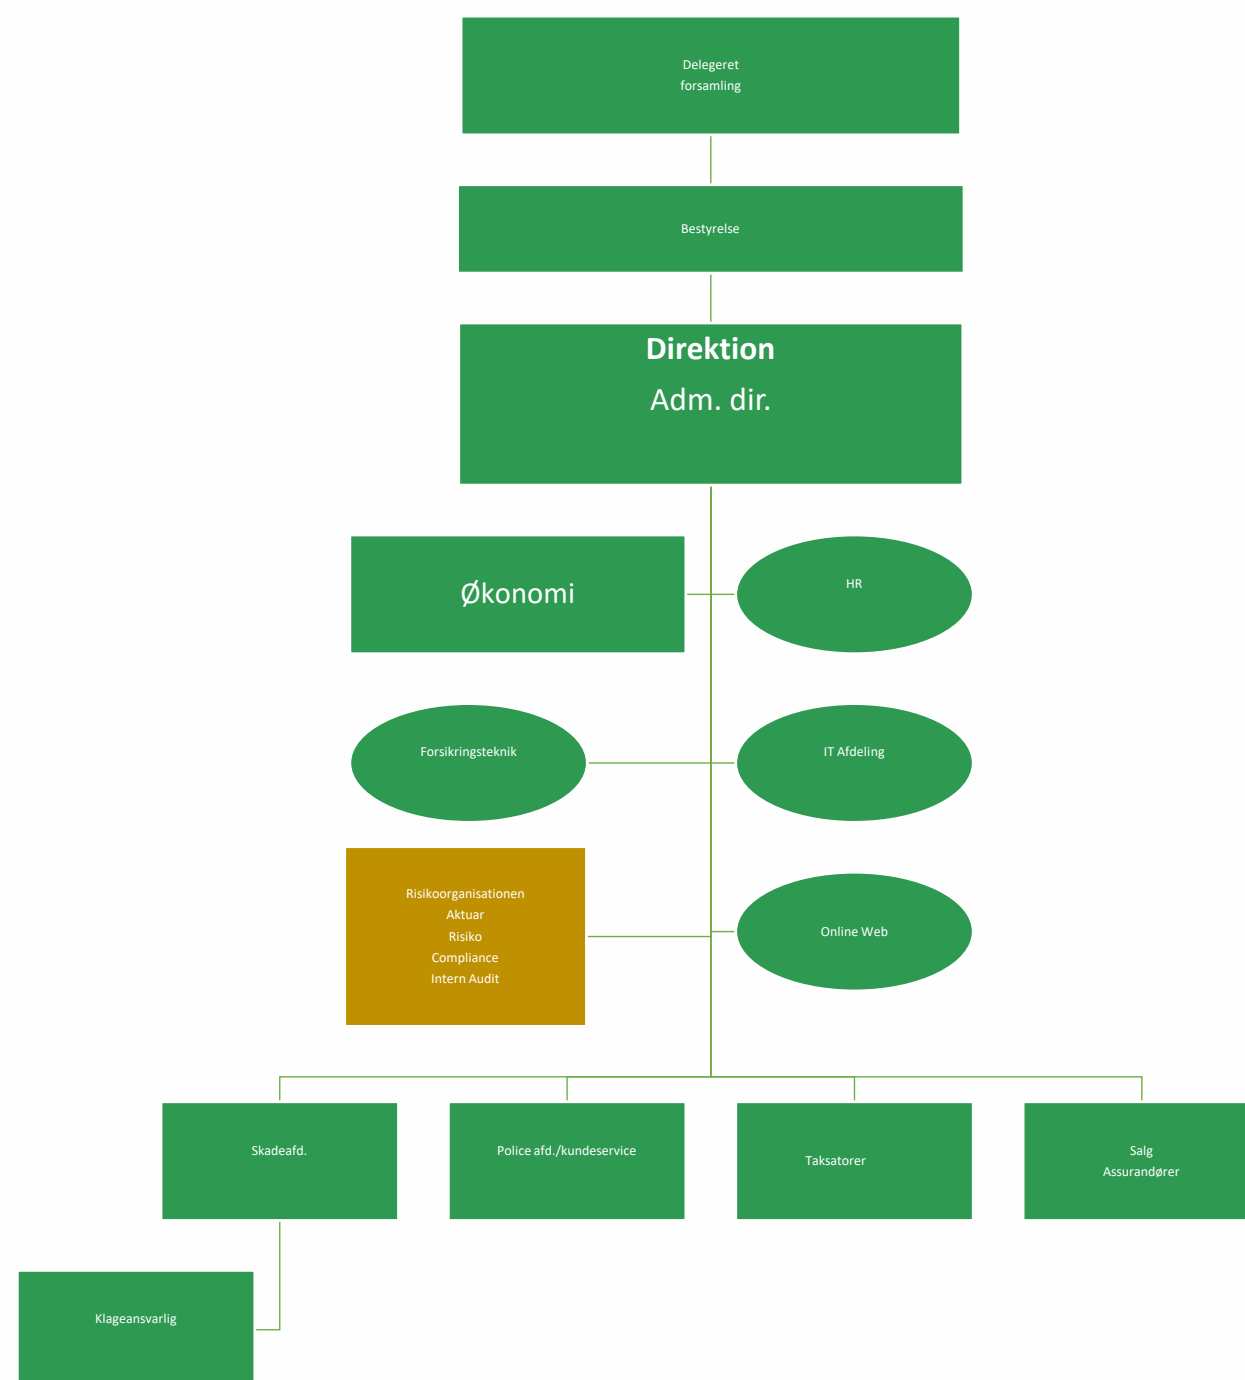 Delegeret
forsamling
Bestyrelse
Direktion
Adm. dir.
Økonomi
HR
Forsikringsteknik
IT Afdeling
Risikoorganisationen
Aktuar
Risiko
Compliance
Intern Audit
Online Web
Skadeafd.
Police afd./kundeservice
Taksatorer
Salg
Assurandører
Klageansvarlig